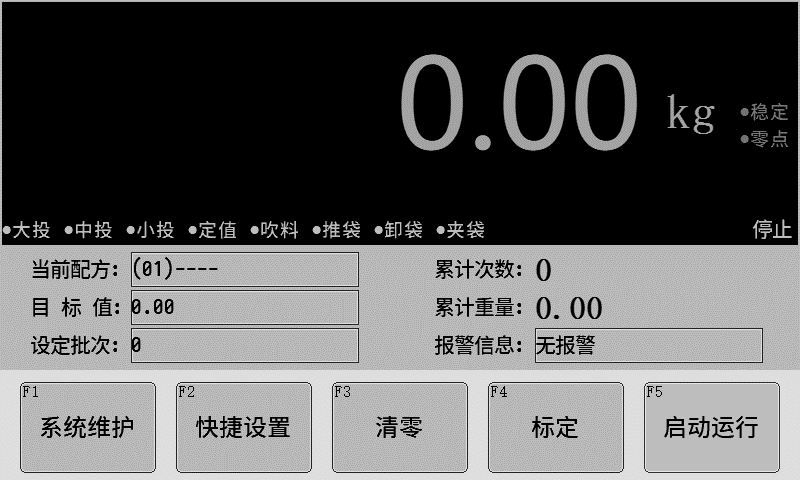 0.00 kg
●稳定
●零点
●大投 ●中投 ●小投 ●定值 ●吹料 ●推袋 ●卸袋 ●夹袋 停止
当前配方: (01)---- 累计次数: 0
目 标 值: 0.00 累计重量: 0.00
设定批次: 0 报警信息: 无报警
F1 F2 F3 F4 F5
系统维护 快捷设置 清零 标定 启动运行